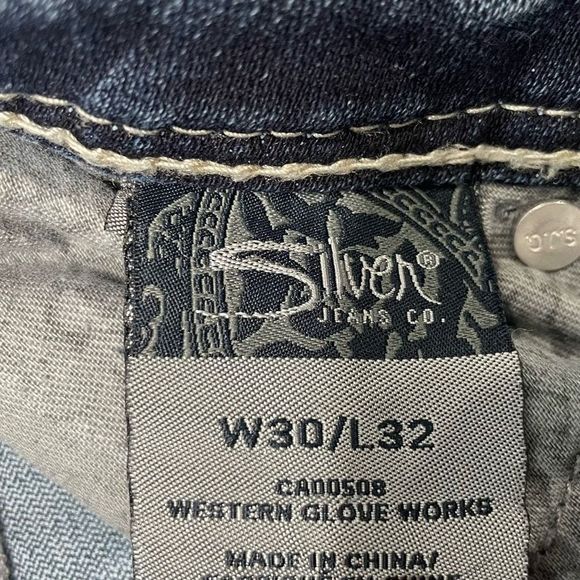 Silver®
JEANS CO.
W30/L32
CA00508
WESTERN GLOVE WORKS
MADE IN CHINA/